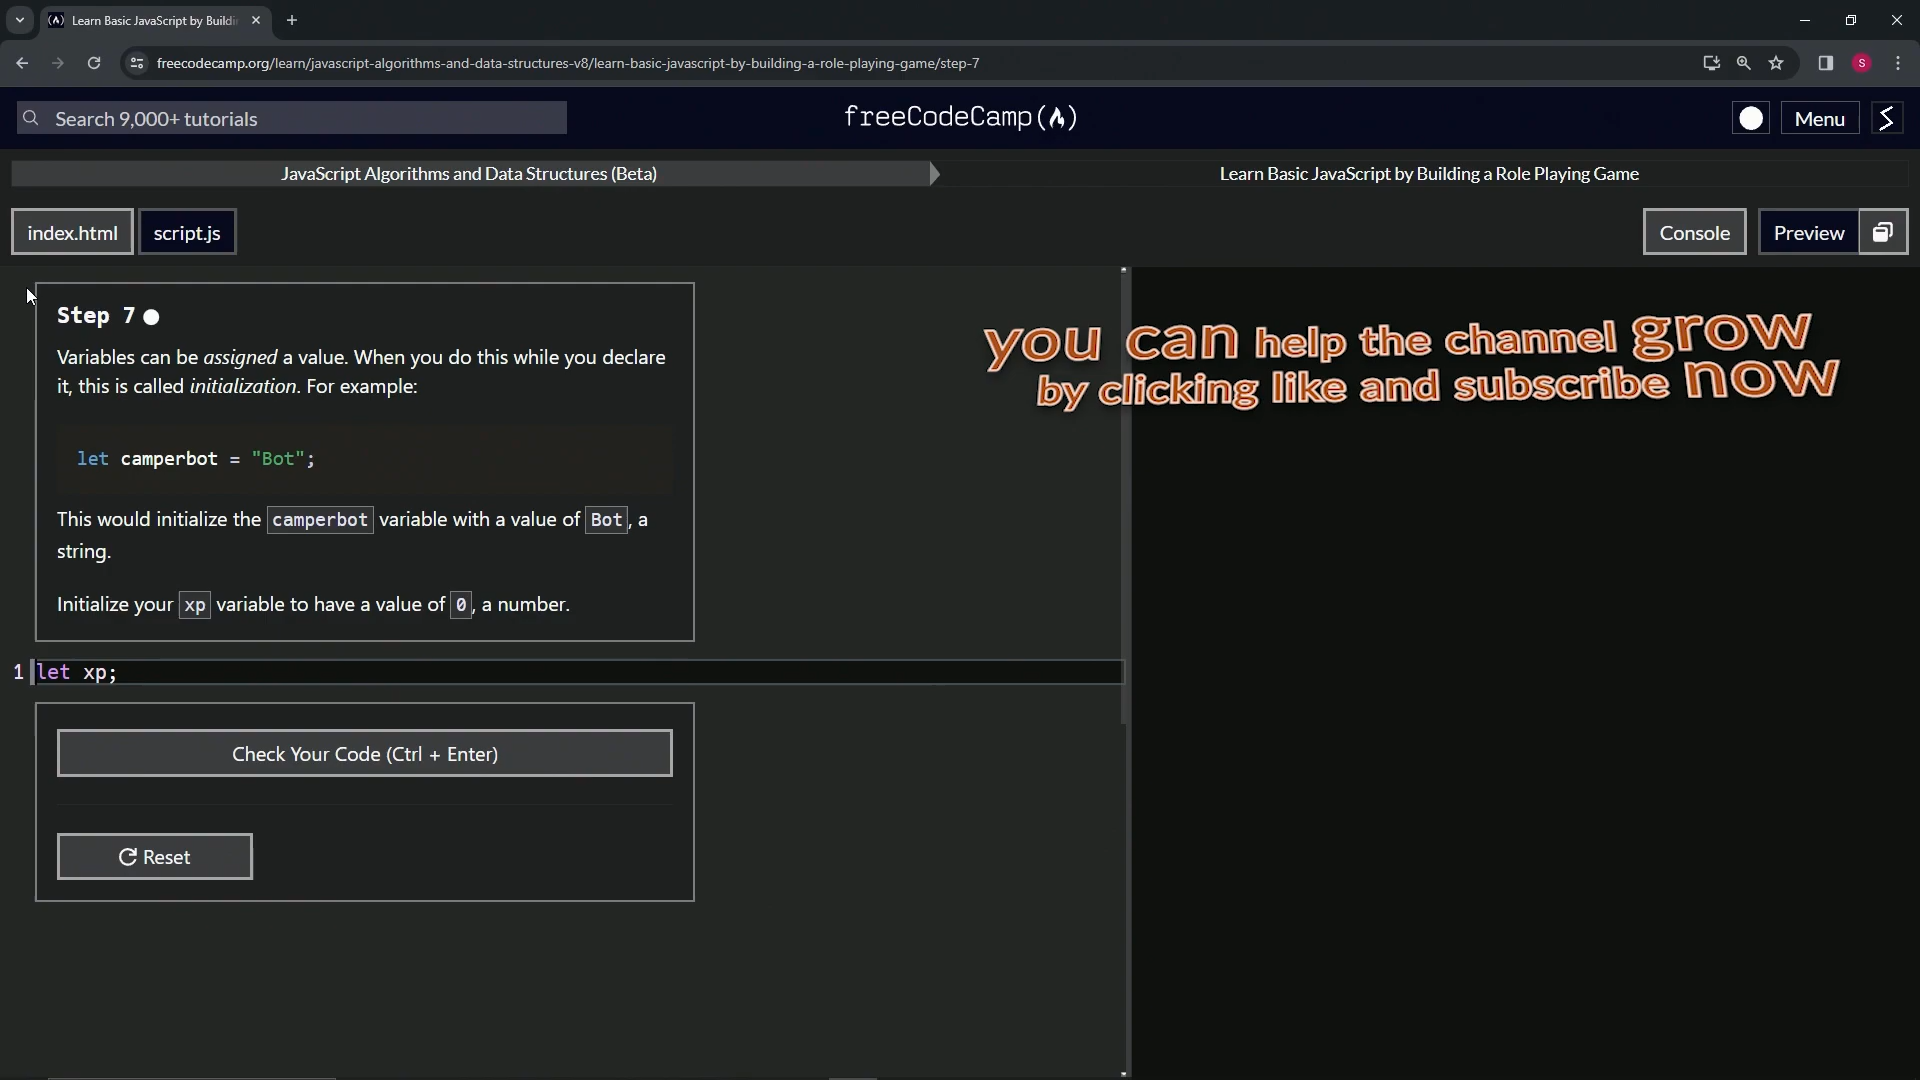 Learn Basic JavaScript by Buildi
freecodecamp.org/learn/javascript-algorithms-and-data-structures-v8/learn-basic-javascript-by-building-a-role-playing-game/step-7
S
Search 9,000+ tutorials
freeCodeCamp(🔥)
Menu
JavaScript Algorithms and Data Structures (Beta)
Learn Basic JavaScript by Building a Role Playing Game
index.html
script.js
Console
Preview
Step 7
you can help the channel grow
by clicking like and subscribe now
Variables can be assigned a value. When you do this while you declare
it, this is called initialization. For example:
let camperbot = "Bot";
This would initialize the camperbot variable with a value of Bot, a
string.
Initialize your xp variable to have a value of 0, a number.
1 let xp;
Check Your Code (Ctrl + Enter)
Reset